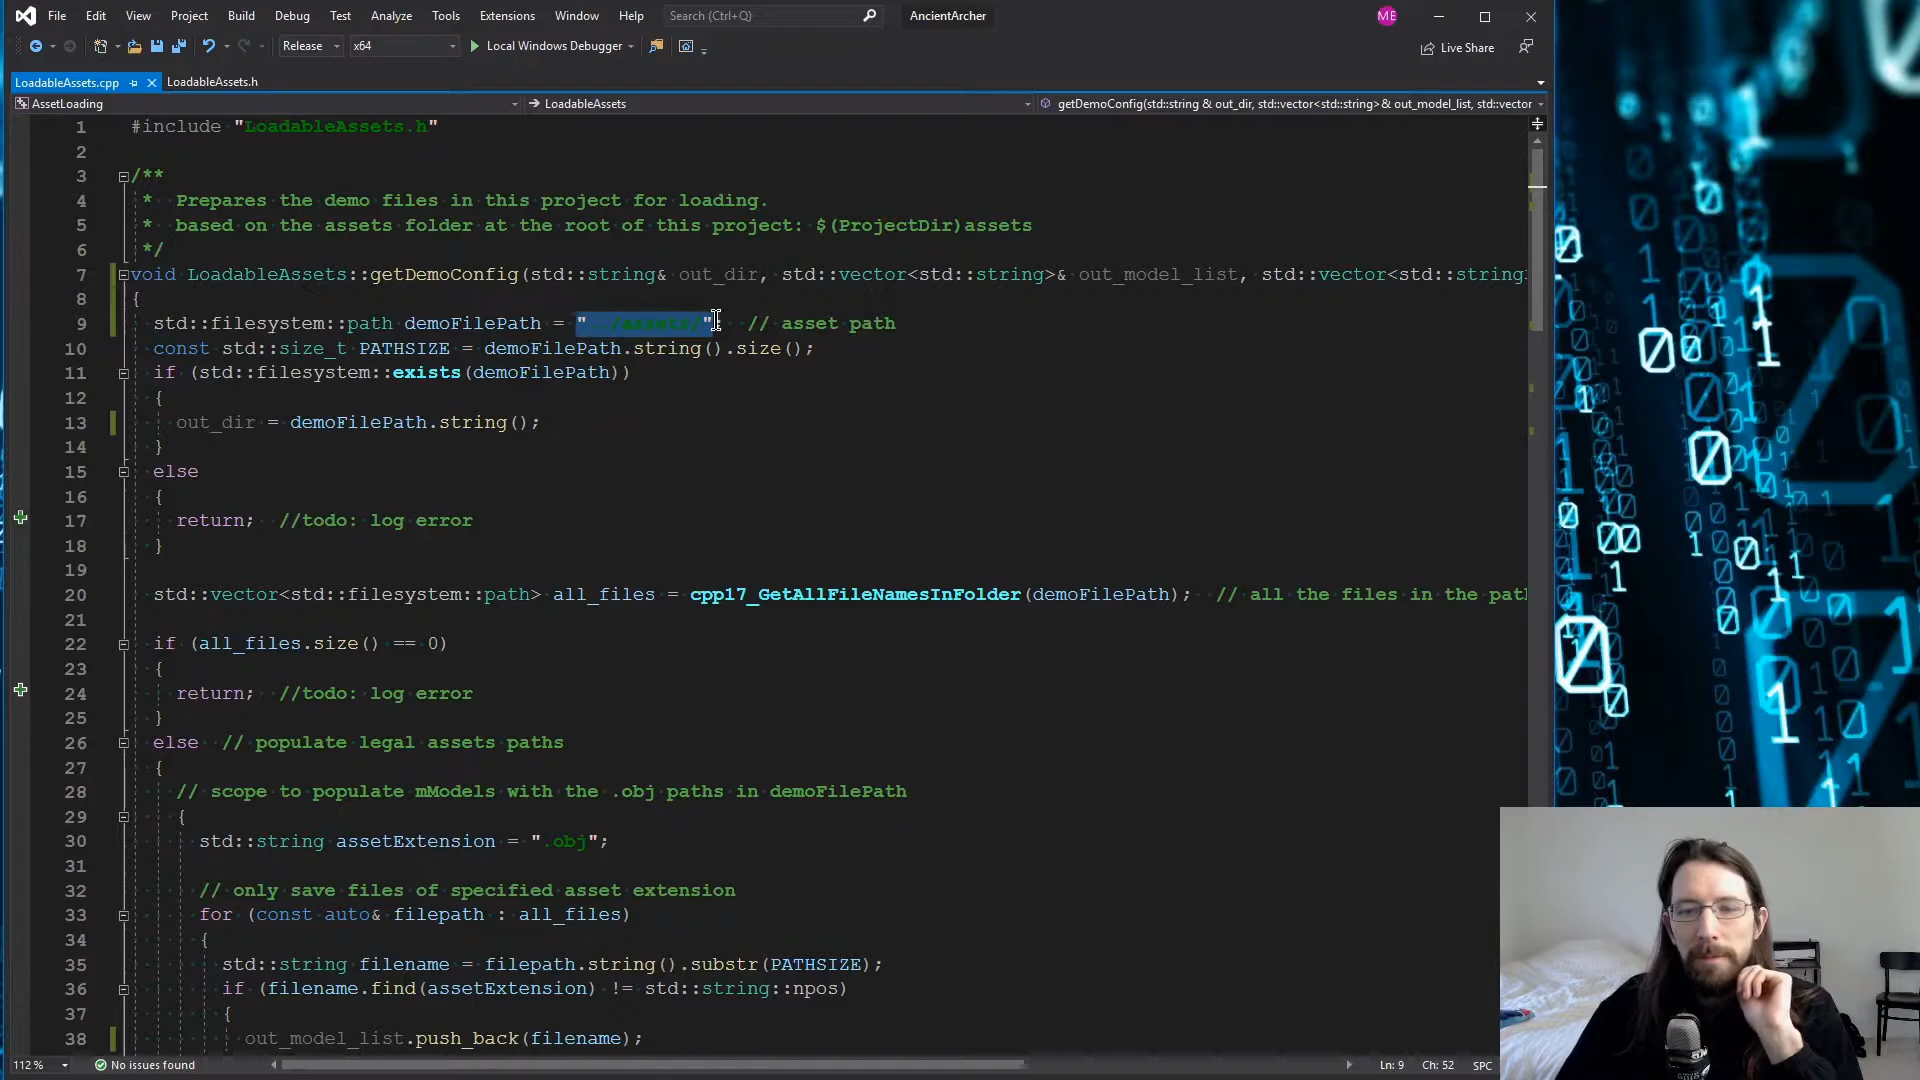 File Edit View Project Build Debug Test Analyze Tools Extensions Window Help Search (Ctrl+Q) AncientArcher ME
Release x64 Local Windows Debugger Live Share
LoadableAssets.cpp LoadableAssets.h
AssetLoading LoadableAssets getDemoConfig(std::string & out_dir, std::vector<std::string>& out_model_list, std::vector
1 #include "LoadableAssets.h"
2
3 /**
4 * Prepares the demo files in this project for loading.
5 * based on the assets folder at the root of this project: $(ProjectDir)assets
6 */
7 void LoadableAssets::getDemoConfig(std::string& out_dir, std::vector<std::string>& out_model_list, std::vector<std::string>
8 {
9 std::filesystem::path demoFilePath = "../assets/"; // asset path
10 const std::size_t PATHSIZE = demoFilePath.string().size();
11 if (std::filesystem::exists(demoFilePath))
12 {
13 out_dir = demoFilePath.string();
14 }
15 else
16 {
17 return; //todo: log error
18 }
19
20 std::vector<std::filesystem::path> all_files = cpp17_GetAllFileNamesInFolder(demoFilePath); // all the files in the path
21
22 if (all_files.size() == 0)
23 {
24 return; //todo: log error
25 }
26 else // populate legal assets paths
27 {
28 // scope to populate mModels with the .obj paths in demoFilePath
29 {
30 std::string assetExtension = ".obj";
31
32 // only save files of specified asset extension
33 for (const auto& filepath : all_files)
34 {
35 std::string filename = filepath.string().substr(PATHSIZE);
36 if (filename.find(assetExtension) != std::string::npos)
37 {
38 out_model_list.push_back(filename);
112 % No issues found Ln: 9 Ch: 52 SPC